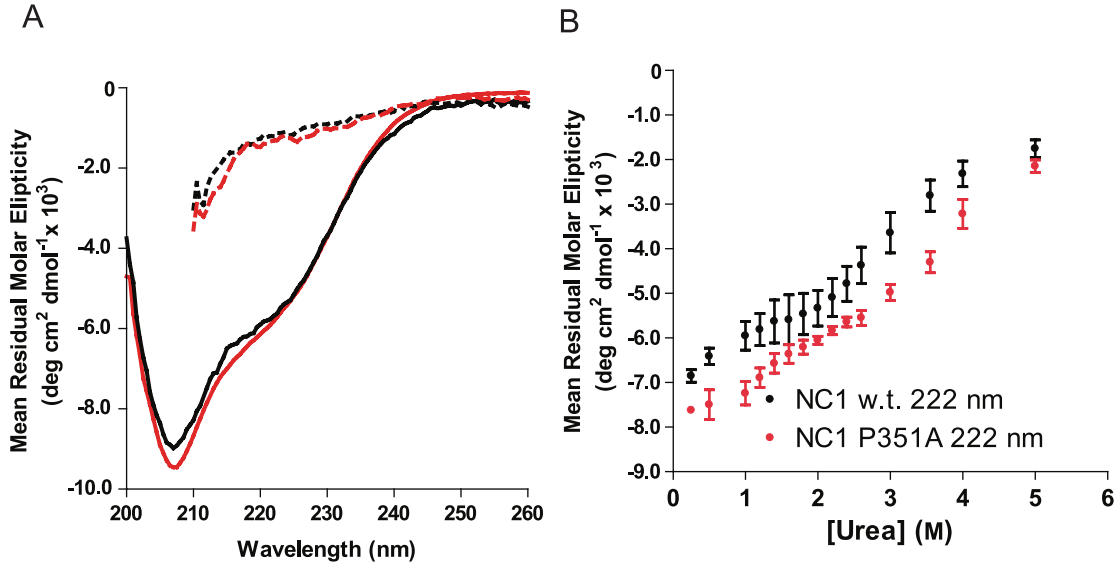 A
Mean Residual Molar Elipticity
(deg cm² dmol⁻¹ x 10³)
0
-2.0
-4.0
-6.0
-8.0
-10.0
200 210 220 230 240 250 260
Wavelength (nm)
B
Mean Residual Molar Elipticity
(deg cm² dmol⁻¹ x 10³)
0
-1.0
-2.0
-3.0
-4.0
-5.0
-6.0
-7.0
-8.0
-9.0
NC1 w.t. 222 nm
NC1 P351A 222 nm
0 1 2 3 4 5 6
[Urea] (M)